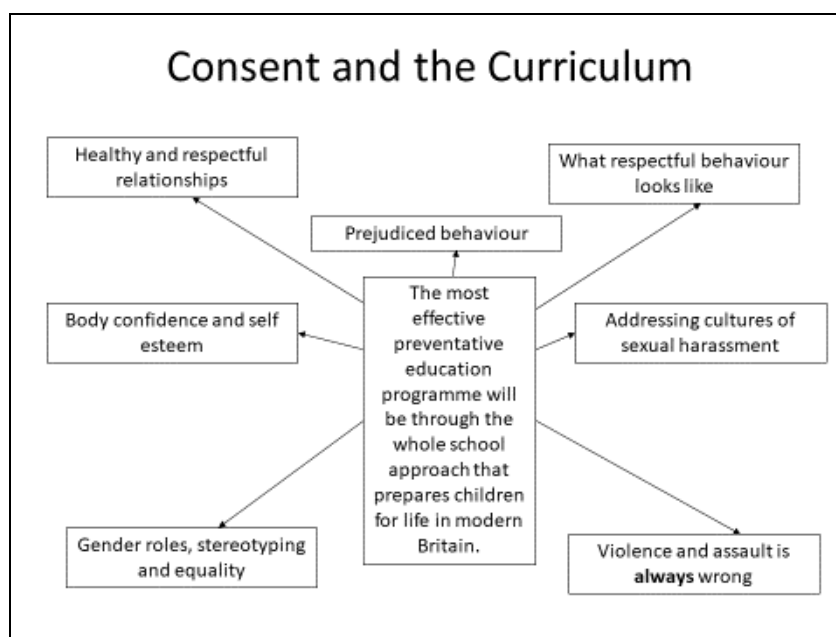 Consent and the Curriculum
Healthy and respectful
relationships
What respectful behaviour
looks like
Prejudiced behaviour
The most
effective
preventative
education
programme will
be through the
whole school
approach that
prepares children
for life in modern
Britain.
Body confidence and self
esteem
Addressing cultures of
sexual harassment
Gender roles, stereotyping
and equality
Violence and assault is
always wrong